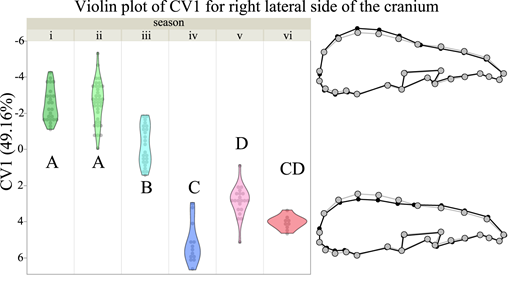 Violin plot of CV1 for right lateral side of the cranium
season
i ii iii iv v vi
CV1 (49.16%)
-6
-4
-2
0
2
4
6
A A B C D CD